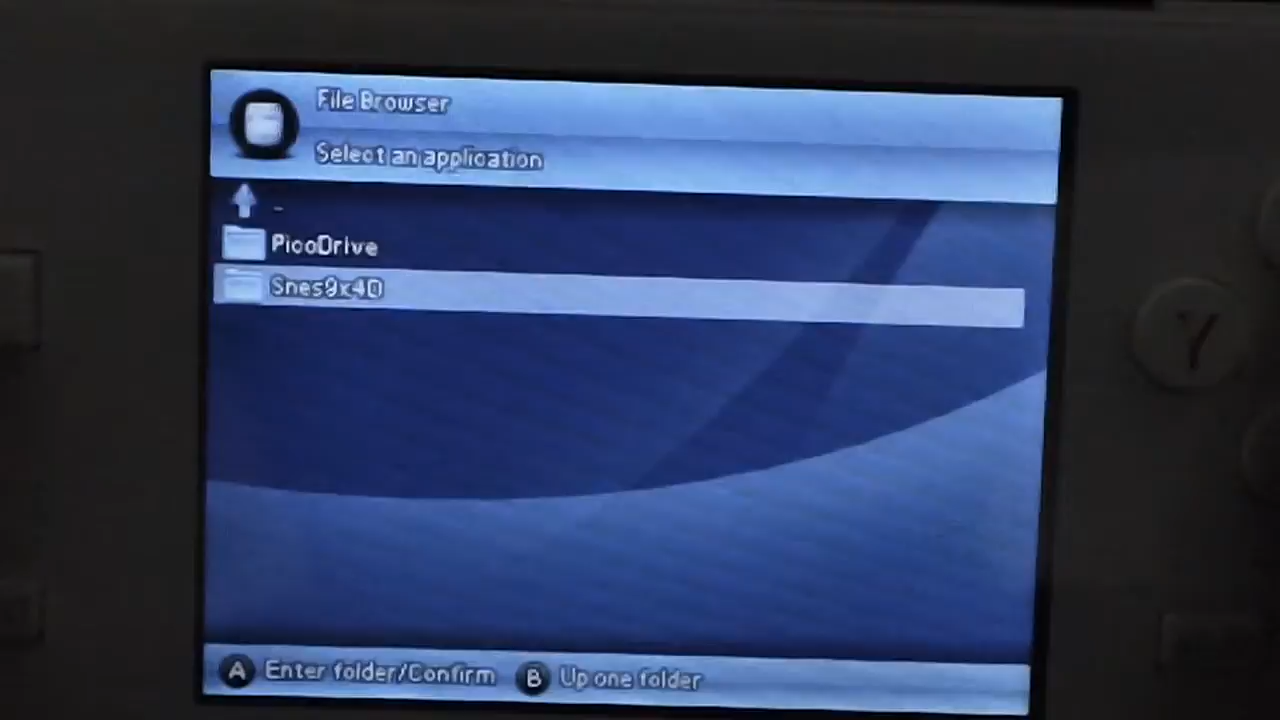 File Browser
Select an application
PicoDrive
Snes9x4D
A Enter folder/Confirm B Up one folder
Y